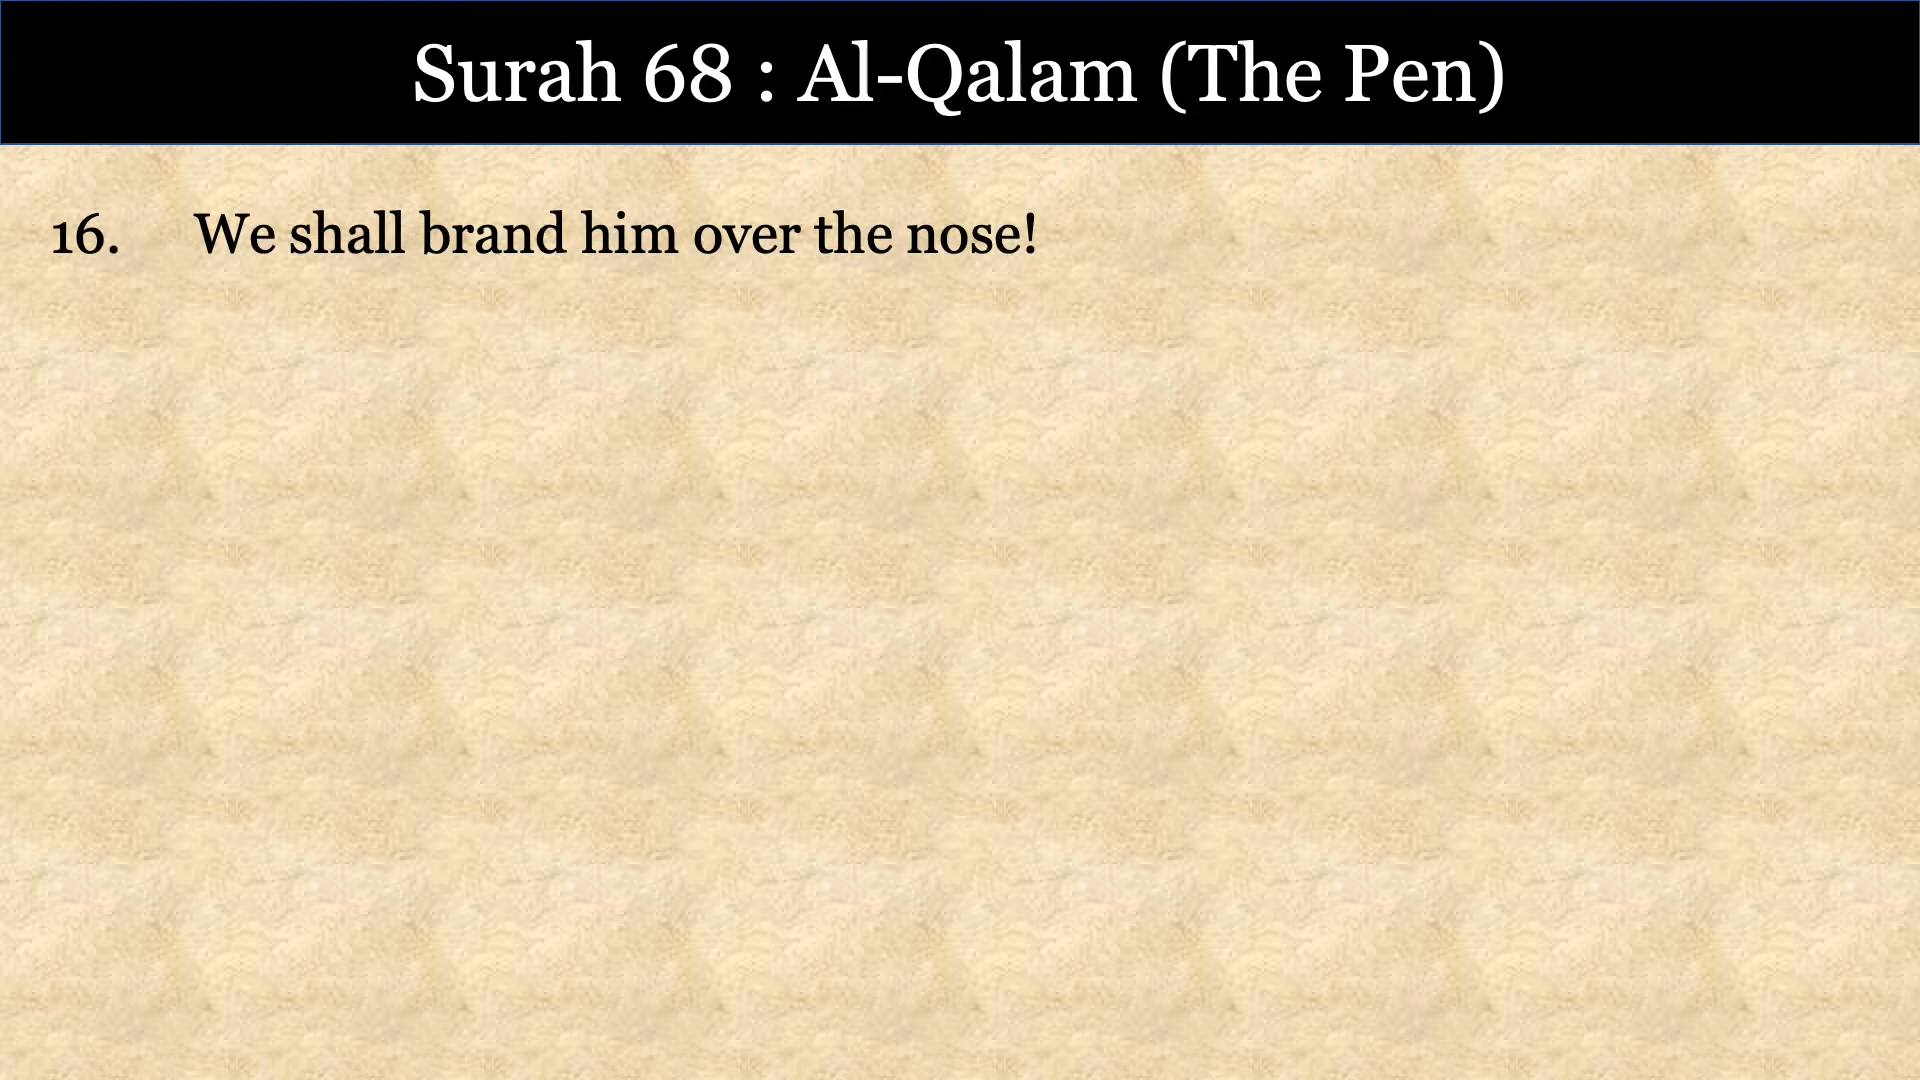 Surah 68 : Al-Qalam (The Pen)
16. We shall brand him over the nose!